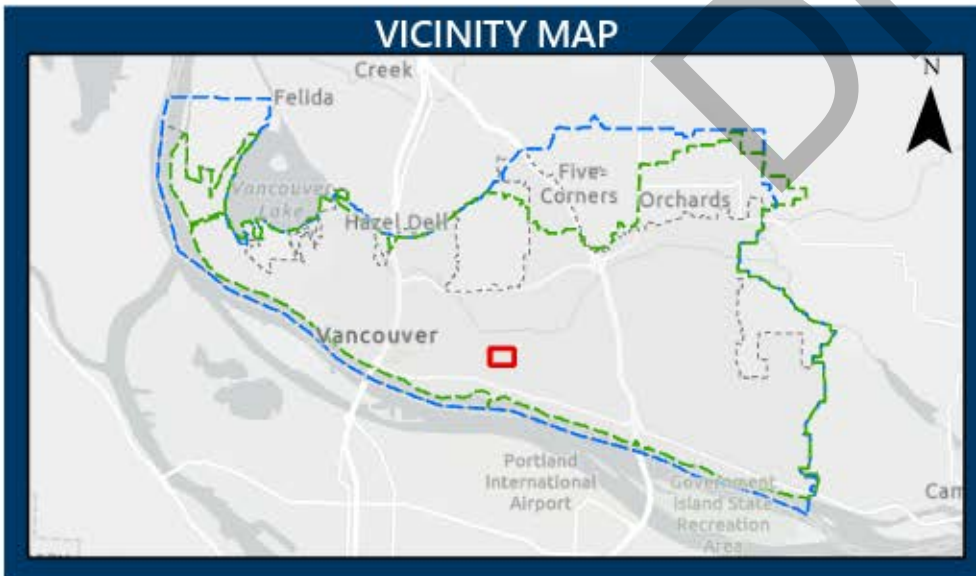 VICINITY MAP
Creek
N
Felida
Vancouver
Lake
Five
Corners
Orchards
Hazel Dell
Vancouver
Portland
International
Airport
Government
Island State
Recreation
Area
Cam